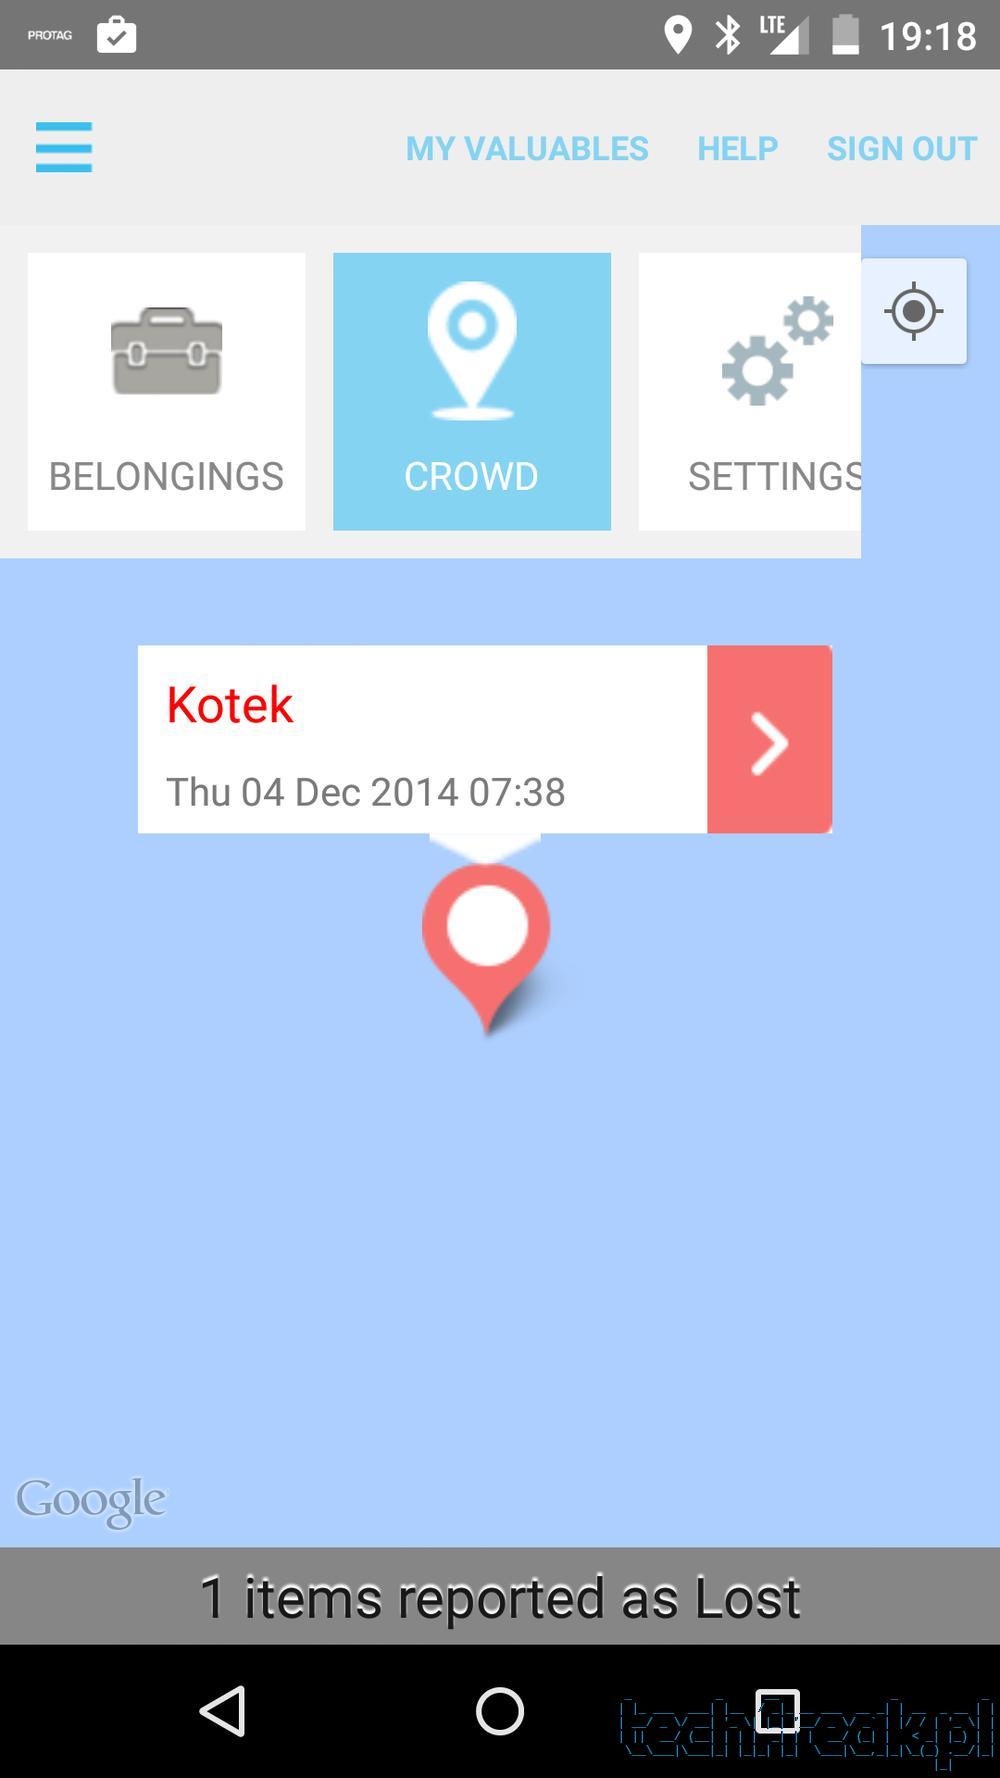 PROTAG LTE 19:18
MY VALUABLES HELP SIGN OUT
BELONGINGS CROWD SETTINGS
Kotek
Thu 04 Dec 2014 07:38
Google
1 items reported as Lost
techfreak.pl